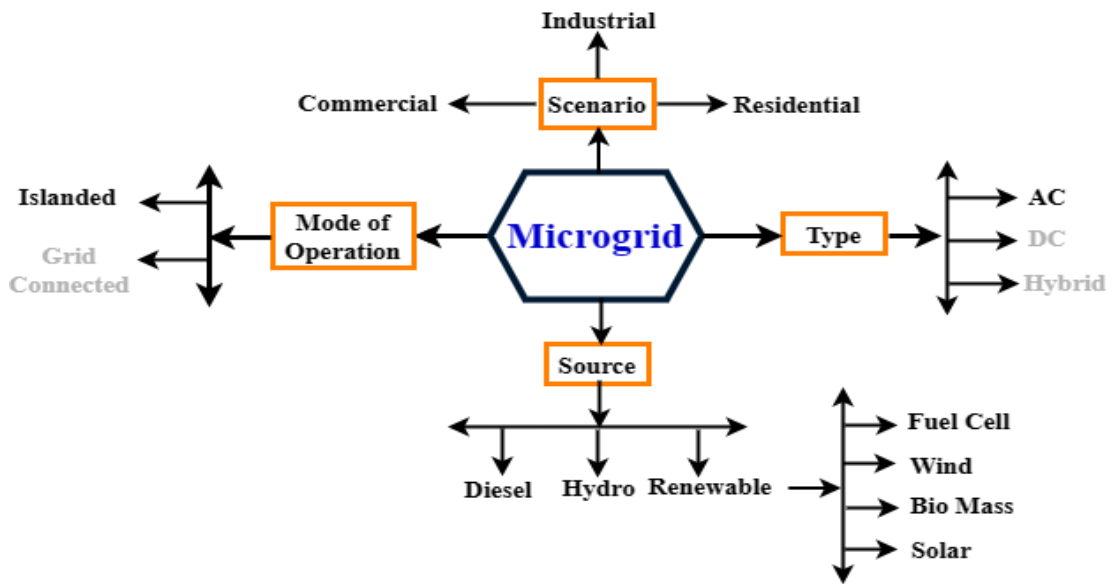 Industrial
Commercial
Scenario
Residential
Islanded
Mode of
Operation
Microgrid
Type
AC
DC
Hybrid
Grid
Connected
Source
Diesel
Hydro
Renewable
Fuel Cell
Wind
Bio Mass
Solar